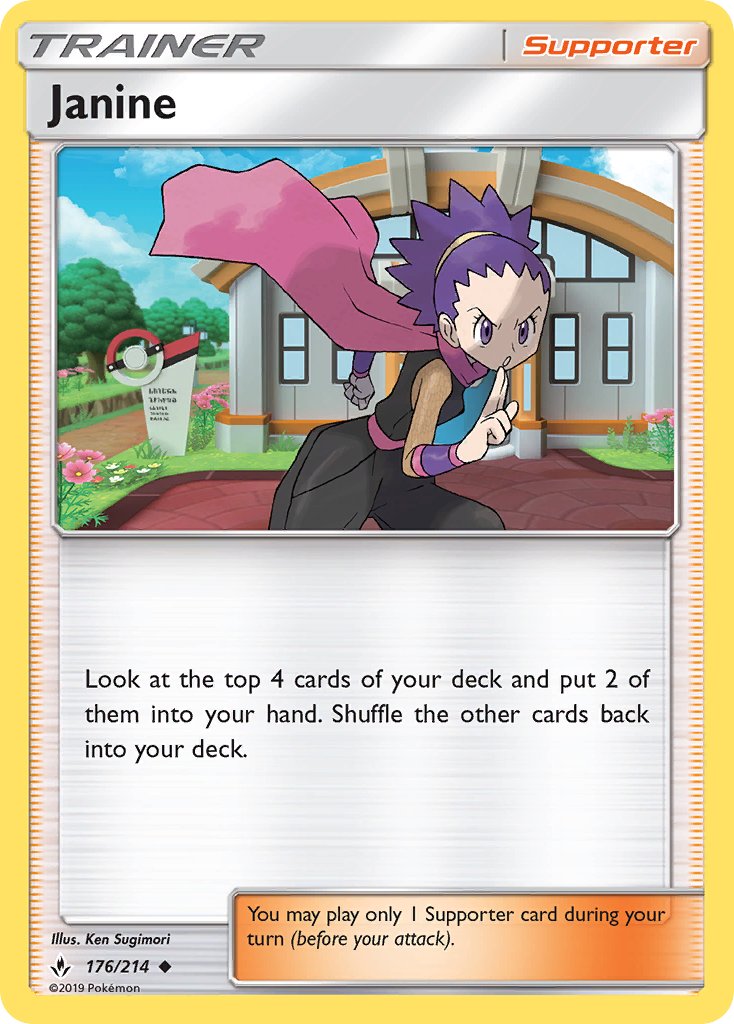 TRAINER
Supporter
Janine
Look at the top 4 cards of your deck and put 2 of
them into your hand. Shuffle the other cards back
into your deck.
You may play only 1 Supporter card during your
turn (before your attack).
Illus. Ken Sugimori
176/214
©2019 Pokémon